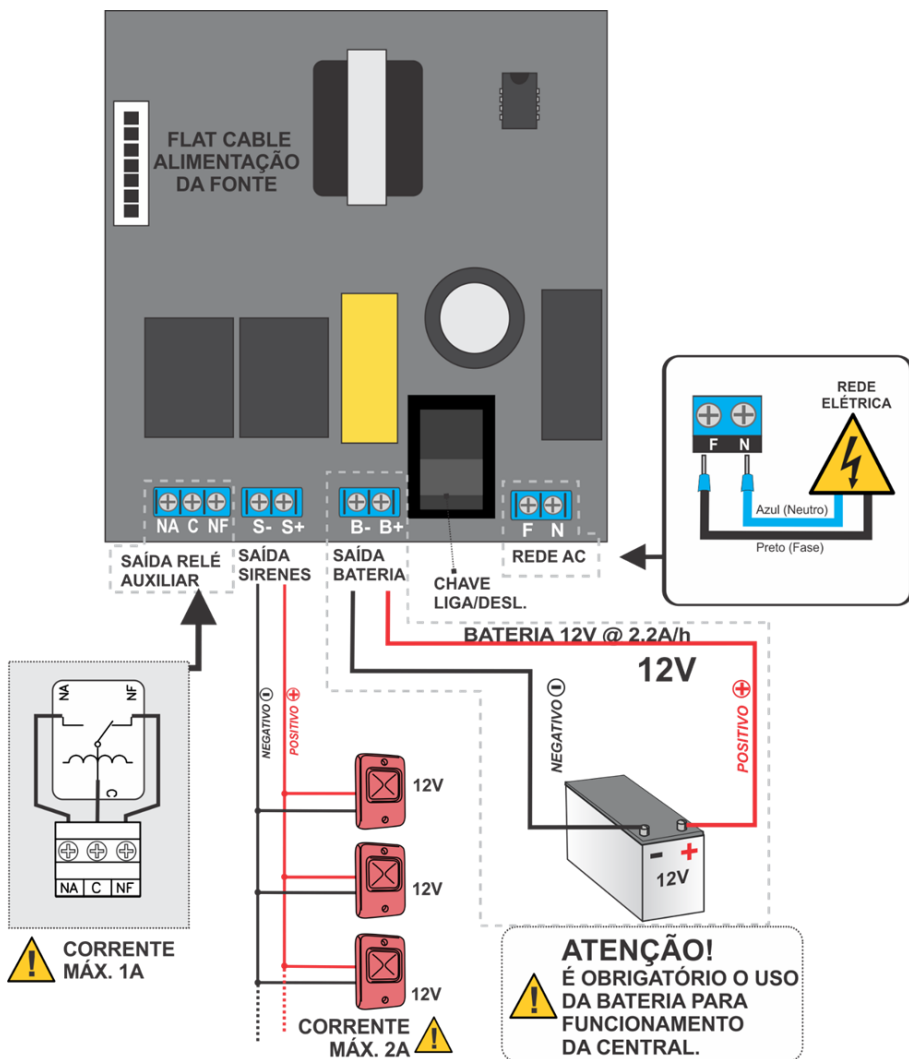 FLAT CABLE
ALIMENTAÇÃO
DA FONTE
NA C NF
S- S+
B- B+
F N
SAÍDA RELÉ
AUXILIAR
SAÍDA
SIRENES
SAÍDA
BATERIA
CHAVE
LIGA/DESL.
REDE AC
REDE
ELÉTRICA
F N
Azul (Neutro)
Preto (Fase)
BATERIA 12V @ 2.2A/h
12V
NEGATIVO -
POSITIVO +
NEGATIVO -
POSITIVO +
NA
NF
C
NA C NF
! CORRENTE
MÁX. 1A
12V
12V
12V
CORRENTE
MÁX. 2A !
- +
12V
ATENÇÃO!
! É OBRIGATÓRIO O USO
DA BATERIA PARA
FUNCIONAMENTO
DA CENTRAL.